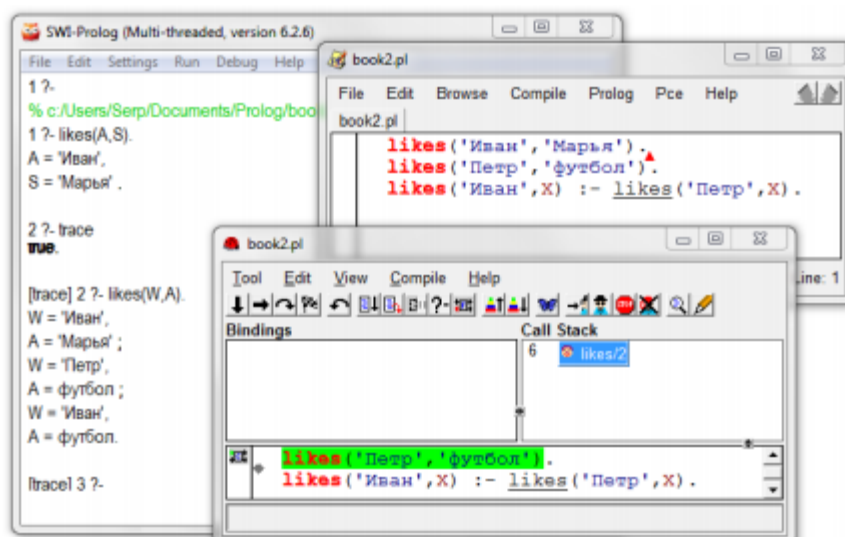 SWI-Prolog (Multi-threaded, version 6.2.6)
File Edit Settings Run Debug Help
1 ?-
% c:/Users/Serp/Documents/Prolog/boo
1 ?- likes(A,S).
A = 'Иван',
S = 'Марья' .
2 ?- trace
true.
[trace] 2 ?- likes(W,A).
W = 'Иван',
A = 'Марья' ;
W = 'Петр',
A = футбол ;
W = 'Иван',
A = футбол.
[trace] 3 ?-
book2.pl
File Edit Browse Compile Prolog Pce Help
book2.pl
likes('Иван','Марья').
likes('Петр','футбол').
likes('Иван',X) :- likes('Петр',X).
Line: 1
book2.pl
Tool Edit View Compile Help
Bindings
Call Stack
6 likes/2
likes('Петр','футбол').
likes('Иван',X) :- likes('Петр',X).